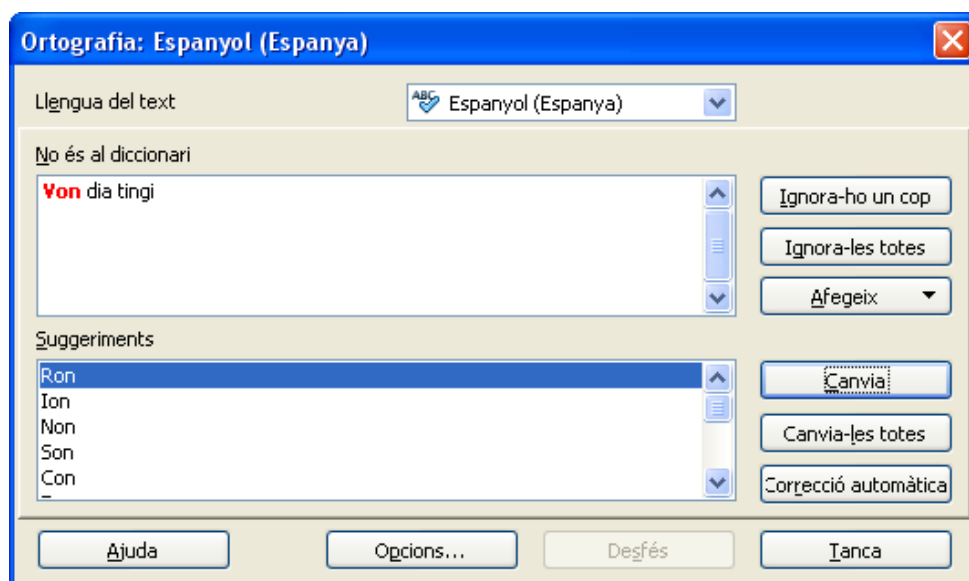 Ortografia: Espanyol (Espanya)
Llengua del text
ABC Espanyol (Espanya)
No és al diccionari
Von dia tingi
Ignora-ho un cop
Ignora-les totes
Afegeix
Suggeriments
Ron
Ion
Non
Son
Con
Canvia
Canvia-les totes
Correcció automàtica
Ajuda
Opcions...
Desfés
Tanca